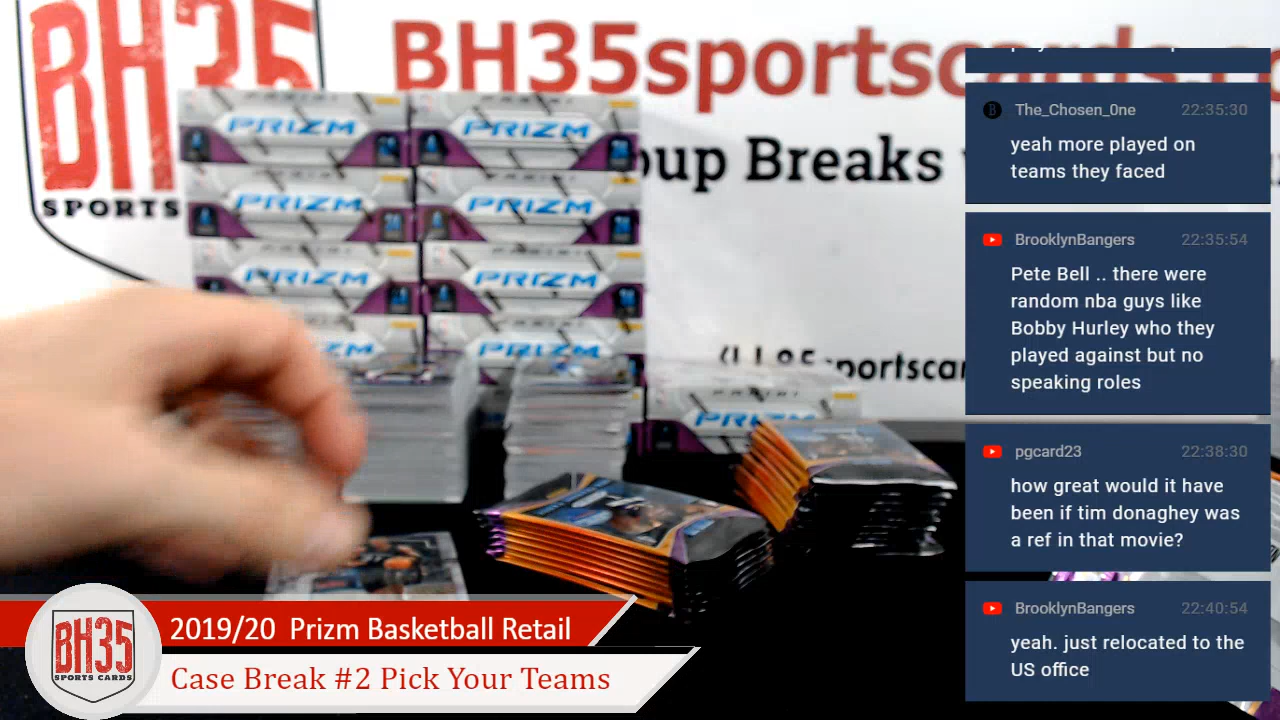 BH35
SPORTS
BH35sportscards.c
oup Breaks
PRIZM
PRIZM
PRIZM
PRIZM
PRIZM
PRIZM
PRIZM
The_Chosen_0ne 22:35:30
yeah more played on
teams they faced
BrooklynBangers 22:35:54
Pete Bell .. there were
random nba guys like
Bobby Hurley who they
played against but no
speaking roles
pgcard23 22:38:30
how great would it have
been if tim donaghey was
a ref in that movie?
BrooklynBangers 22:40:54
yeah. just relocated to the
US office
BH35
SPORTS CARDS
2019/20 Prizm Basketball Retail
Case Break #2 Pick Your Teams